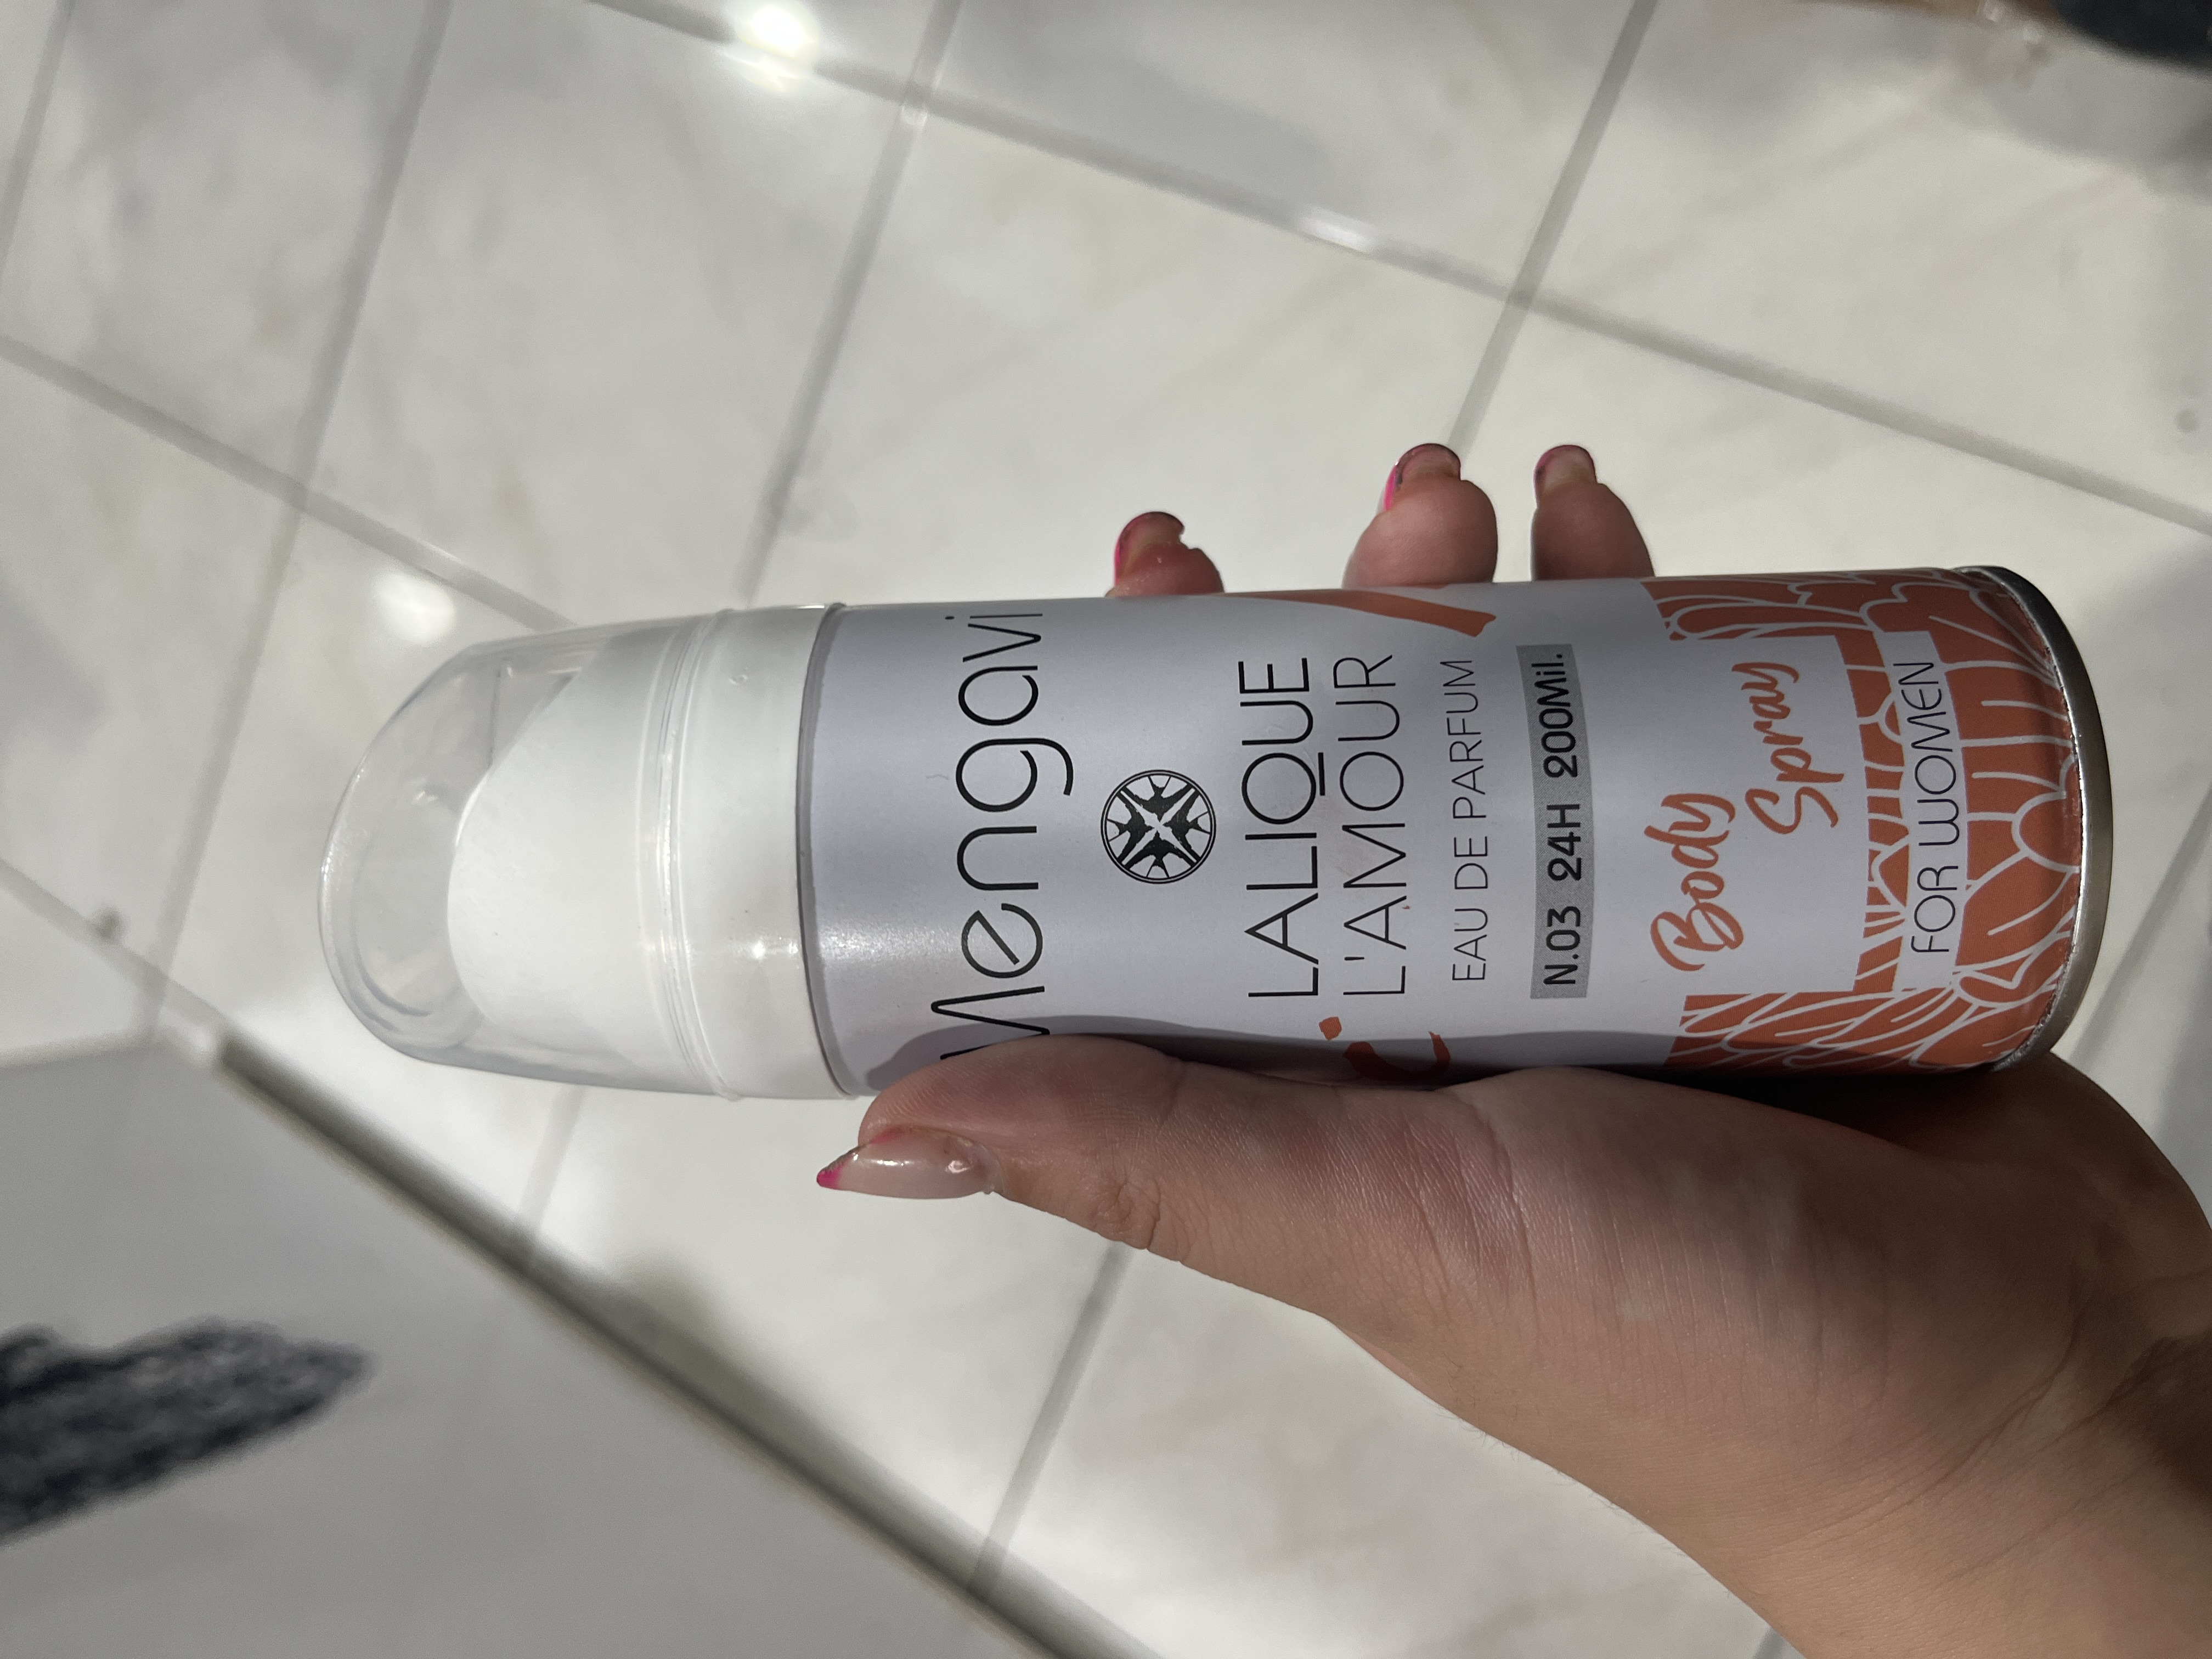 Mengavi
LALIQUE
L'AMOUR
EAU DE PARFUM
N.03 24H 200Mil.
Body
Spray
FOR WOMEN